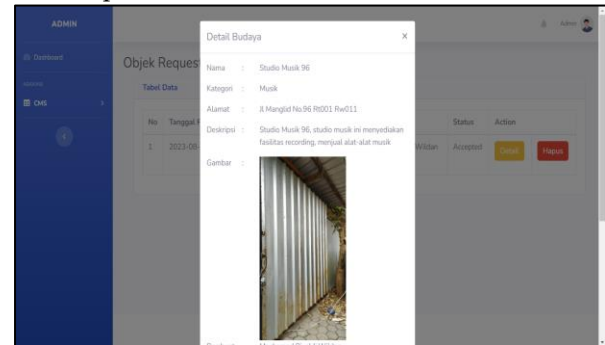 ADMIN
Admin
Dashboard
CMS
Objek Reques
Tabel Data
No Tanggal Status Action
1 2023-08- Wildan Accepted Detail Hapus
Detail Budaya X
Nama : Studio Musik 96
Kategori : Musik
Alamat : Jl Manglid No.96 Rt001 Rw011
Deskripsi : Studio Musik 96, studio musik ini menyediakan
fasilitas recording, menjual alat-alat musik
Gambar :